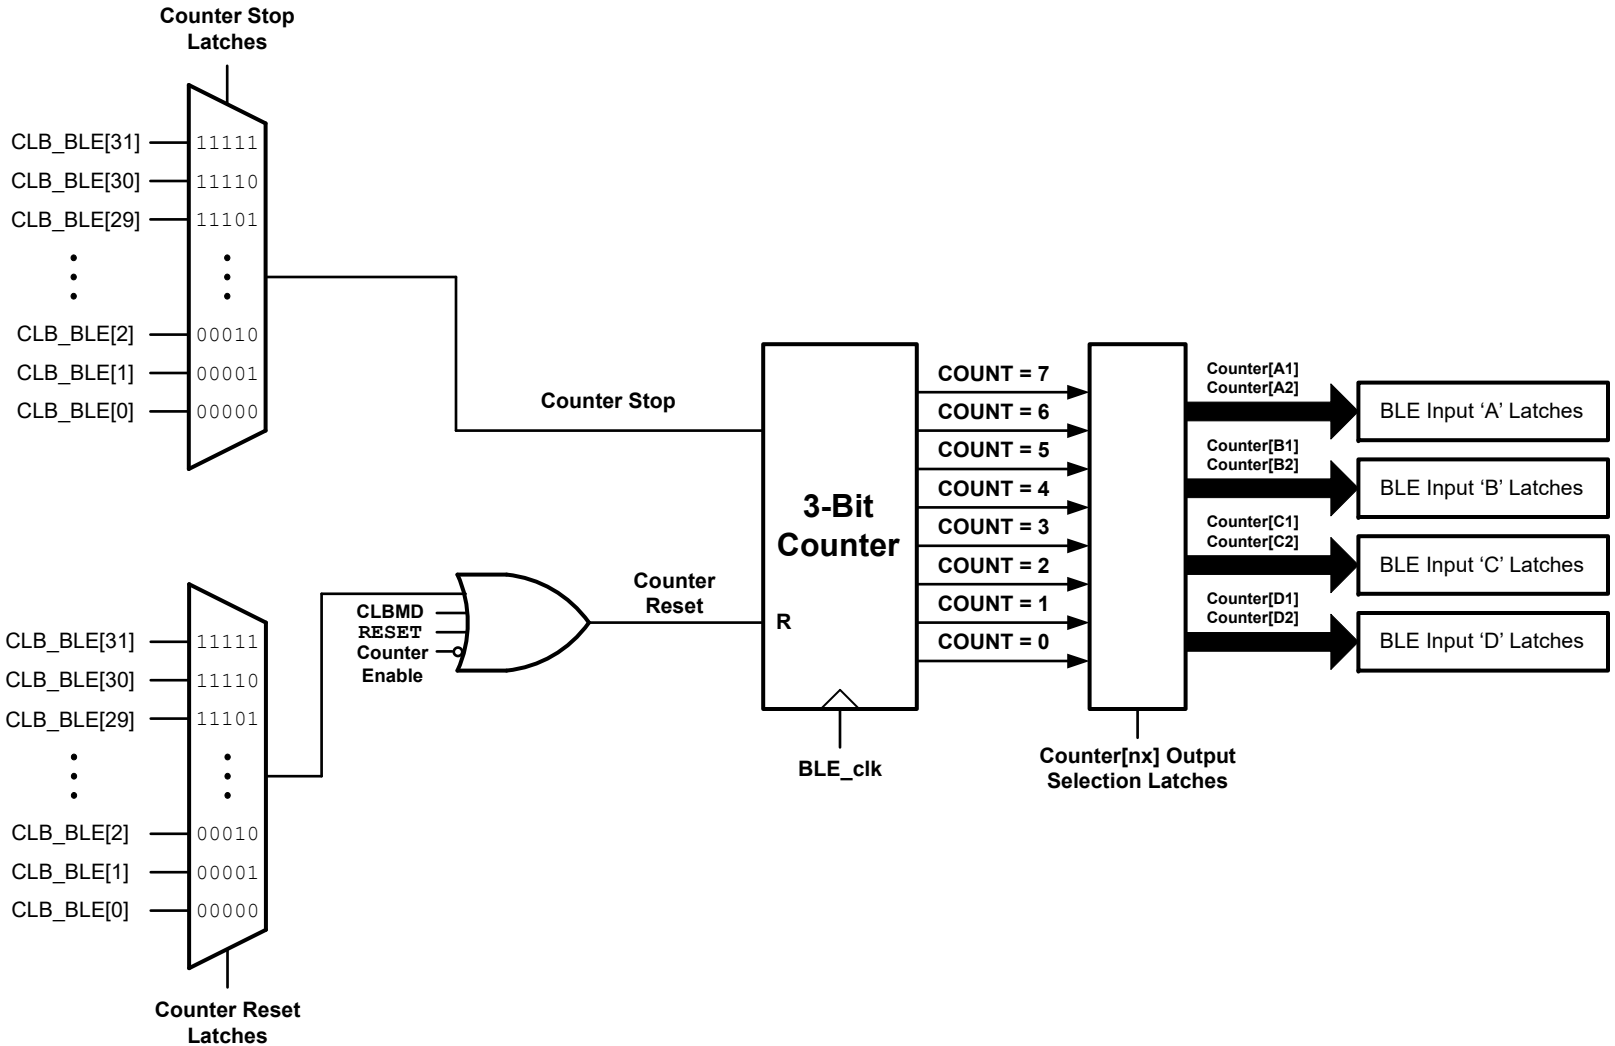 Counter Stop
Latches
CLB_BLE[31]
11111
CLB_BLE[30]
11110
CLB_BLE[29]
11101
CLB_BLE[2]
00010
CLB_BLE[1]
00001
CLB_BLE[0]
00000
Counter Stop
3-Bit
Counter
R
BLE_clk
COUNT = 7
COUNT = 6
COUNT = 5
COUNT = 4
COUNT = 3
COUNT = 2
COUNT = 1
COUNT = 0
Counter[nx] Output
Selection Latches
Counter[A1]
Counter[A2]
BLE Input ‘A’ Latches
Counter[B1]
Counter[B2]
BLE Input ‘B’ Latches
Counter[C1]
Counter[C2]
BLE Input ‘C’ Latches
Counter[D1]
Counter[D2]
BLE Input ‘D’ Latches
CLB_BLE[31]
11111
CLB_BLE[30]
11110
CLB_BLE[29]
11101
CLB_BLE[2]
00010
CLB_BLE[1]
00001
CLB_BLE[0]
00000
CLBMD
RESET
Counter
Enable
Counter
Reset
Counter Reset
Latches